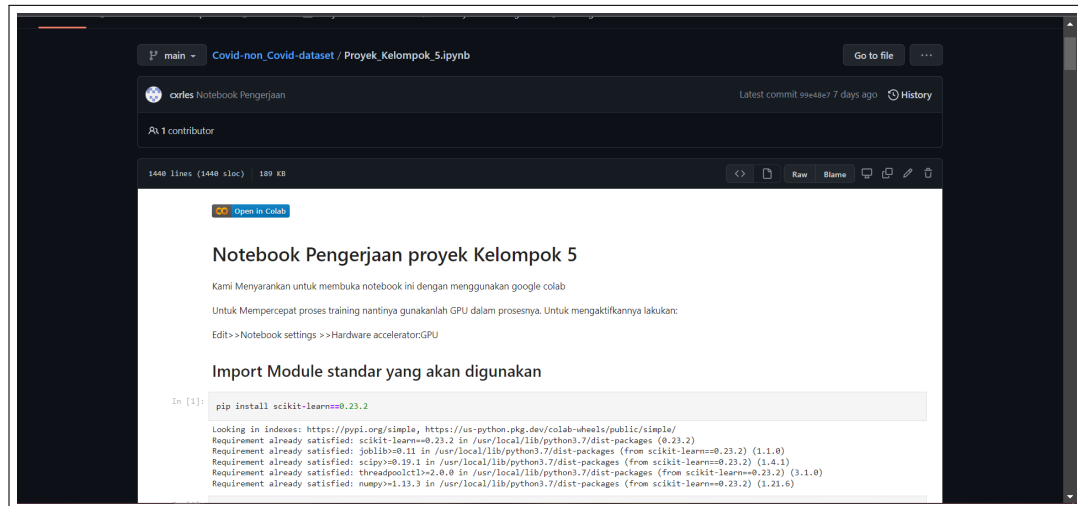 main Covid-non_Covid-dataset / Proyek_Kelompok_5.ipynb Go to file ...
cxrles Notebook Pengerjaan Latest commit 99e48e7 7 days ago History
1 contributor
1440 lines (1440 sloc) 189 KB <> Raw Blame
Open in Colab
Notebook Pengerjaan proyek Kelompok 5
Kami Menyarankan untuk membuka notebook ini dengan menggunakan google colab
Untuk Mempercepat proses training nantinya gunakanlah GPU dalam prosesnya. Untuk mengaktifkannya lakukan:
Edit>>Notebook settings >>Hardware accelerator:GPU
Import Module standar yang akan digunakan
In [1]: pip install scikit-learn==0.23.2
Looking in indexes: https://pypi.org/simple, https://us-python.pkg.dev/colab-wheels/public/simple/
Requirement already satisfied: scikit-learn==0.23.2 in /usr/local/lib/python3.7/dist-packages (0.23.2)
Requirement already satisfied: joblib>=0.11 in /usr/local/lib/python3.7/dist-packages (from scikit-learn==0.23.2) (1.1.0)
Requirement already satisfied: scipy>=0.19.1 in /usr/local/lib/python3.7/dist-packages (from scikit-learn==0.23.2) (1.4.1)
Requirement already satisfied: threadpoolctl>=2.0.0 in /usr/local/lib/python3.7/dist-packages (from scikit-learn==0.23.2) (3.1.0)
Requirement already satisfied: numpy>=1.13.3 in /usr/local/lib/python3.7/dist-packages (from scikit-learn==0.23.2) (1.21.6)